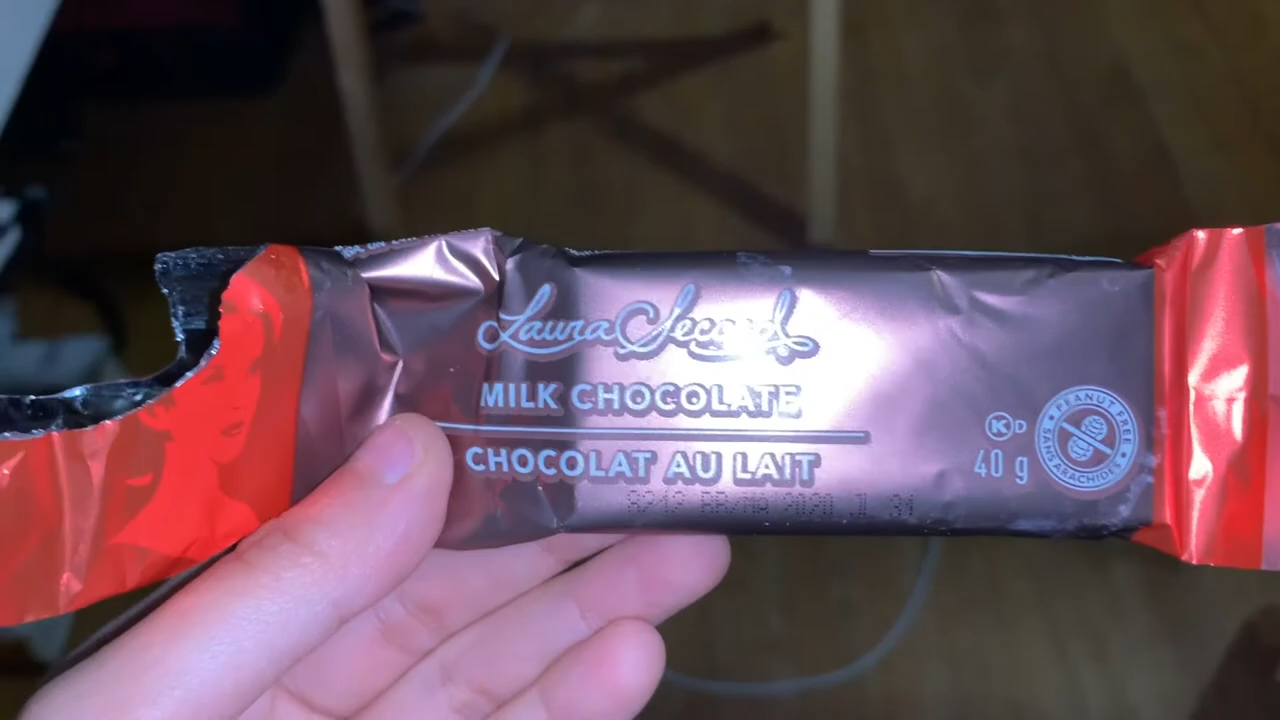 Laura Secord
MILK CHOCOLATE
CHOCOLAT AU LAIT
K D
40 g
PEANUT FREE
SANS ARACHIDES